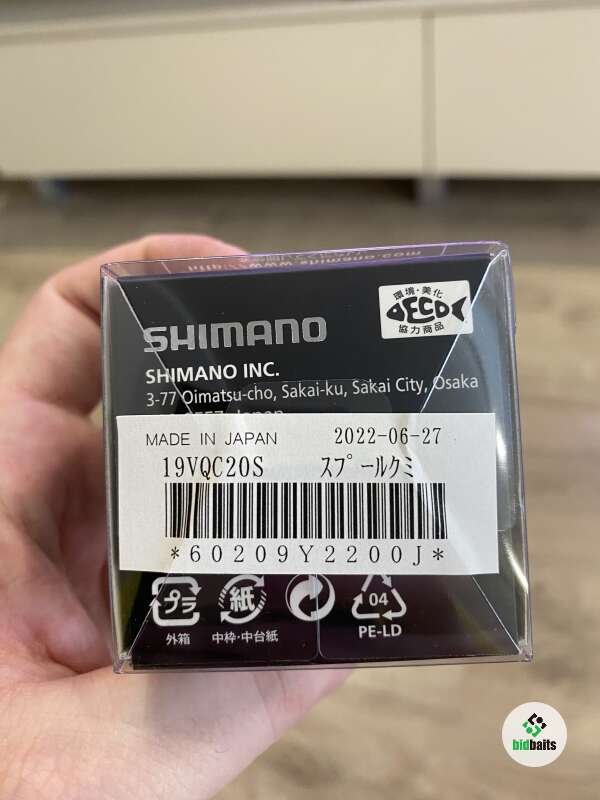 環境・美化
DECO
協力商品
SHIMANO
SHIMANO INC.
3-77 Oimatsu-cho, Sakai-ku, Sakai City, Osaka
Japan
MADE IN JAPAN 2022-06-27
19VQC20S スプールクミ
*60209Y2200J*
プラ 紙 04
外箱 中枠・中台紙 PE-LD
bidbaits